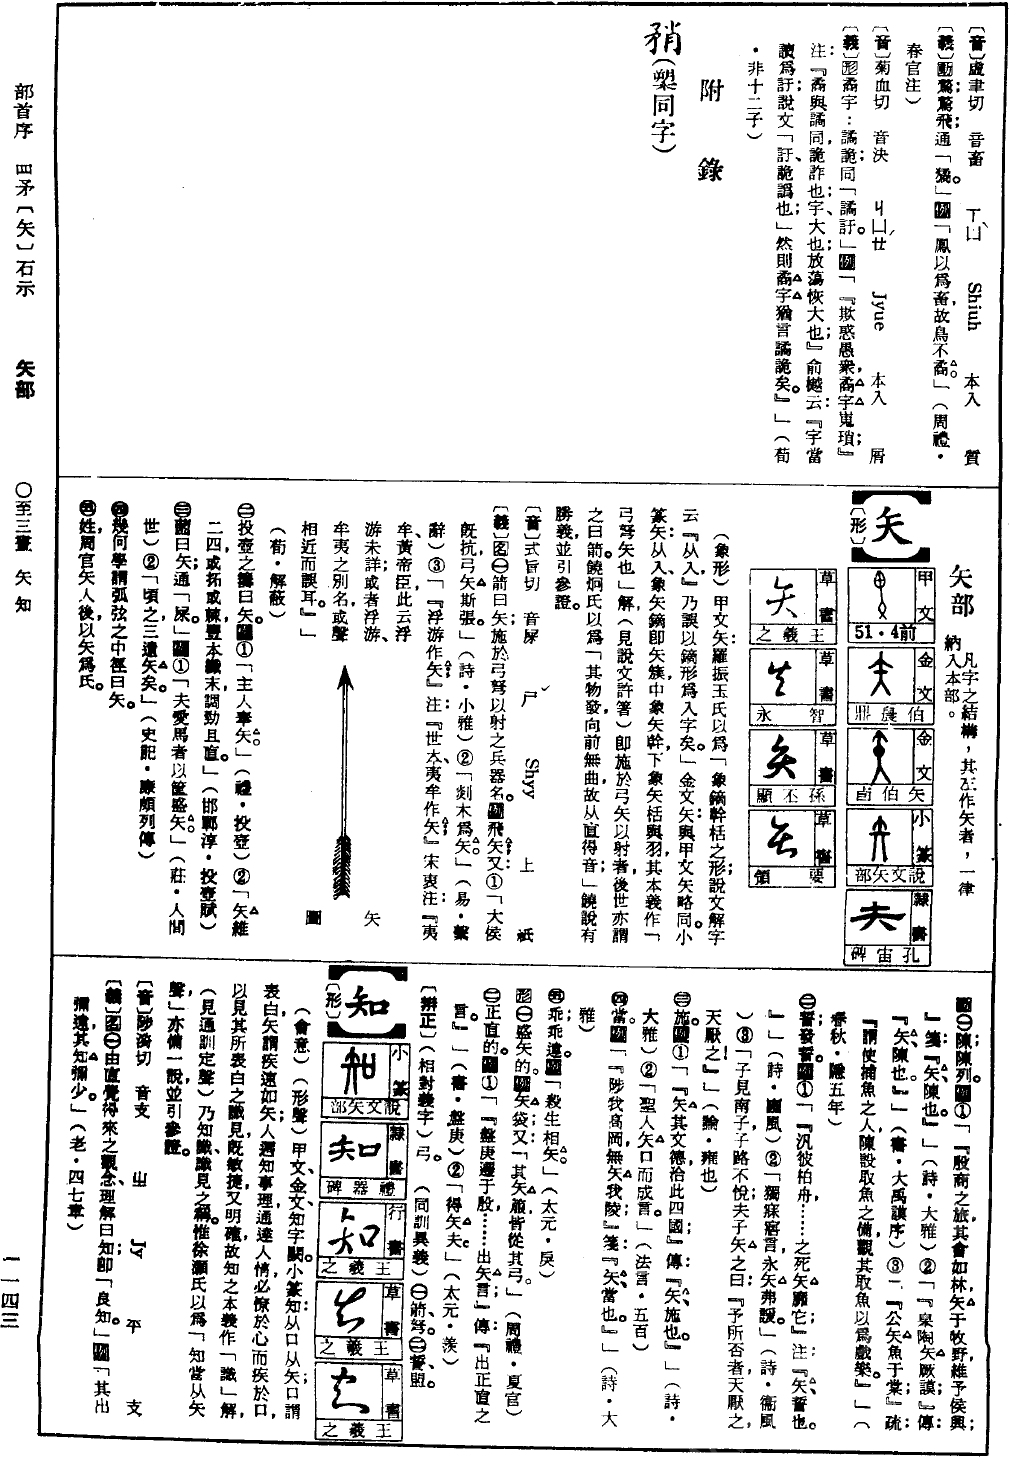 部首序 四 矛〔矢〕石示 矢部 〇至三畫 矢 知 一一四三
〔音〕 音畜 ㄒㄩˋ Shiuh 本入 質
「鳳以爲畜，故鳥不矞。」（周禮・
春官注）
〔音〕菊血切 音決 ㄐㄩㄝˊ Jyue 本入 屑
〔義〕形矞宇：譎詭；同「譎訏。」例「『欺惑愚衆，矞宇嵬瑣』
注：『矞與譎同，詭詐也；宇、大也；放蕩恢大也。』俞樾云：『宇當
讀爲訏；說文「訏、詭譌也；」然則矞宇猶言譎詭矣。』」（荀
・非十二子）
附錄
矟（槊同字）
矢部 凡字之結構，其左作矢者，一律
納入本部。
【矢】
〔形〕
甲文 前4・51
金文 伯晨鼎
金文 矢伯卣
小篆 說文矢部
隸書 孔宙碑
草書 王羲之
草書 智永
草書 孫丕顯
草書 要領
（象形）甲文矢：羅振玉氏以爲「象鏑幹栝之形；說文解字
云『从入，』乃誤以鏑形爲入字矣。」金文矢與甲文矢略同。小
篆矢：从入象矢鏑，即矢簇，中象矢幹，下象矢栝與羽，其本義作「
弓弩矢也」解，（見說文許箸）即施於弓矢以射者；後世亦謂
之曰箭。饒炯氏以爲「其物發向前無曲，故从直得音；」饒說有
勝義，並引參證。
〔音〕式旨切 音屎 ㄕˇ Shyy 上 紙
〔義〕名㊀箭曰矢；施於弓弩以射之兵器名。例飛矢。又：①「大侯
既抗，弓矢斯張。」（詩・小雅）②「剡木爲矢。」（易・繫
辭）③「『浮游作矢』注：『世本、夷牟作矢』宋衷注：『夷
牟、黃帝臣，此云浮
游，未詳；或者浮游、
夷牟之別名，或聲
相近而誤耳。』」
（荀・解蔽）
矢圖
㊁投壺之籌曰矢。例①「主人奉矢。」（禮・投壺）②「矢維
二四，或柘或棘，豐本纖末，調勁且直。」（邯鄲淳・投壺賦）
㊂ 曰矢；通「屎。」例①「夫愛馬者，以筐盛矢。」（莊・人間
世）②「頃之三遺矢矣。」（史記・廉頗列傳）
㊃幾何學謂弧弦之中徑曰矢。
㊄姓，周官矢人後，以矢爲氏。
動㊀陳；陳列。例①「『殷商之旅，其會如林，矢于牧野，維予侯興；
』箋：『矢、陳也。』」（詩・大雅）②「『皋陶矢厥謨；』傳：
『矢、陳也。』」（書・大禹謨序）③「『公矢魚于棠；』疏：
『謂使捕魚之人，陳設取魚之備，觀其取魚以爲戲樂。』」（
春秋・隱五年）
㊁誓；發誓。例①「『汎彼柏舟……之死矢靡它；』注：『矢、誓也。
』」（詩・鄘風）②「獨寐寤言，永矢弗諼。」（詩・衞風
）③「子見南子，子路不悅；夫子矢之曰：『予所否者，天厭之，
天厭之！』」（論・雍也）
㊂施。例①「『矢其文德，洽此四國；』傳：『矢、施也。』」（詩・
大雅）②「聖人矢口而成言。」（法言・五百）
㊃當。例「『陟我高岡，無矢我陵；』箋：『矢、當也。』」（詩・大
雅）
㊄乖；乖違。例「殺生相矢。」（太元・戾）
形㊀盛矢的。例矢袋；又：「其矢箙皆從其弓。」（周禮・夏官）
㊁正直的。例①「『盤庚遷于殷……出矢言；』傳：『出正直之
言。』」（書・盤庚）②「得矢夫。」（太元・羡）
〔辨正〕（相對義字）弓。（同訓異義）㊀箭、弩。㊁誓、盟。
【知】
〔形〕
小篆 說文矢部
隸書 禮器碑
行書 王羲之
草書 王羲之
草書 王羲之
（會意）（形聲）甲文、金文知字闕。小篆知：从口从矢，口謂
表白，矢謂疾速如矢；人遇知事理通達人情，必憭於心而疾於口，
以見其所表白之識見既敏捷又明確；故知之本義作「識」解，
（見通訓定聲）乃知識、識見之稱。惟徐灝氏以爲「知當从矢
聲」亦備一說，並引參證。
〔音〕陟漪切 音支 ㄓ Jy 平 支
〔義〕名㊀由直覺得來之觀念、理解曰知；即「良知。」例「其出
彌遠，其知彌少。」（老・四七章）